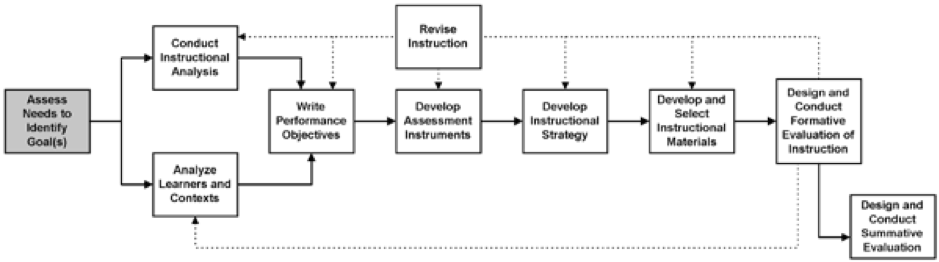 Assess
Needs to
Identify
Goal(s)
Conduct
Instructional
Analysis
Analyze
Learners and
Contexts
Write
Performance
Objectives
Revise
Instruction
Develop
Assessment
Instruments
Develop
Instructional
Strategy
Develop and
Select
Instructional
Materials
Design and
Conduct
Formative
Evaluation of
Instruction
Design and
Conduct
Summative
Evaluation